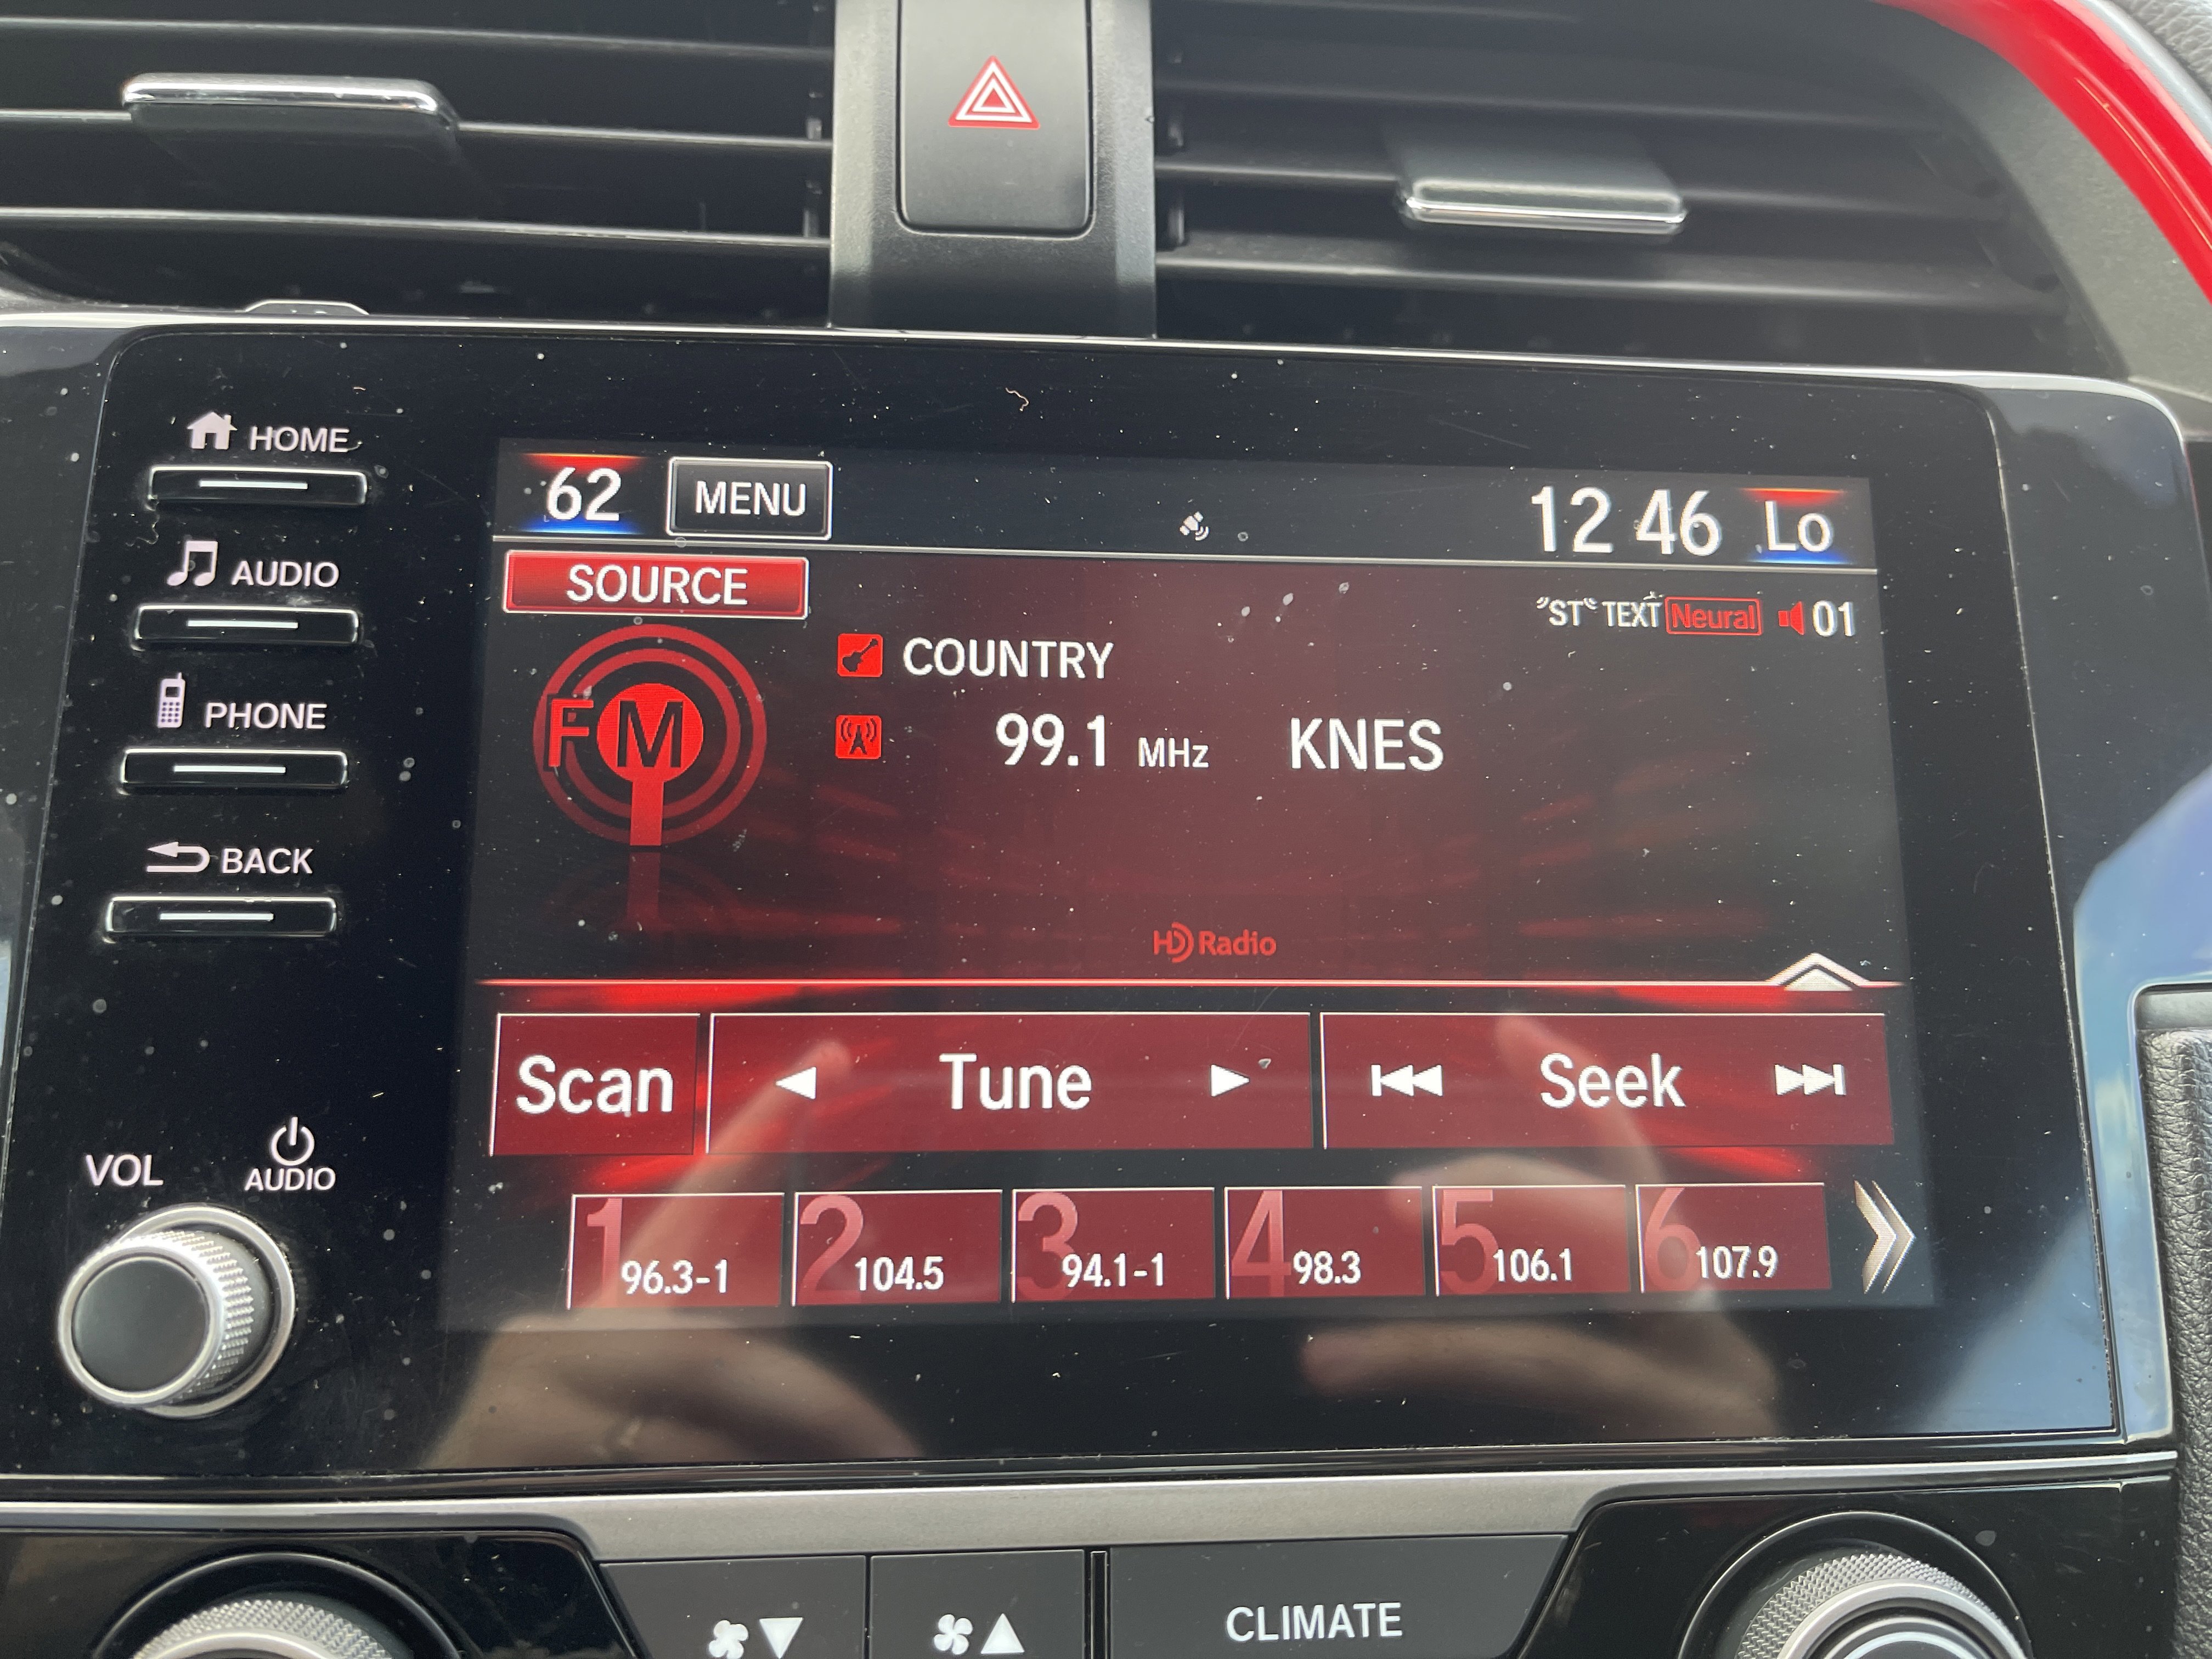 HOME
AUDIO
PHONE
BACK
VOL
AUDIO
62 MENU 12 46 Lo
SOURCE
"ST" TEXT Neural 01
COUNTRY
FM
99.1 MHz KNES
HD Radio
Scan Tune Seek
1 96.3-1 2 104.5 3 94.1-1 4 98.3 5 106.1 6 107.9
CLIMATE